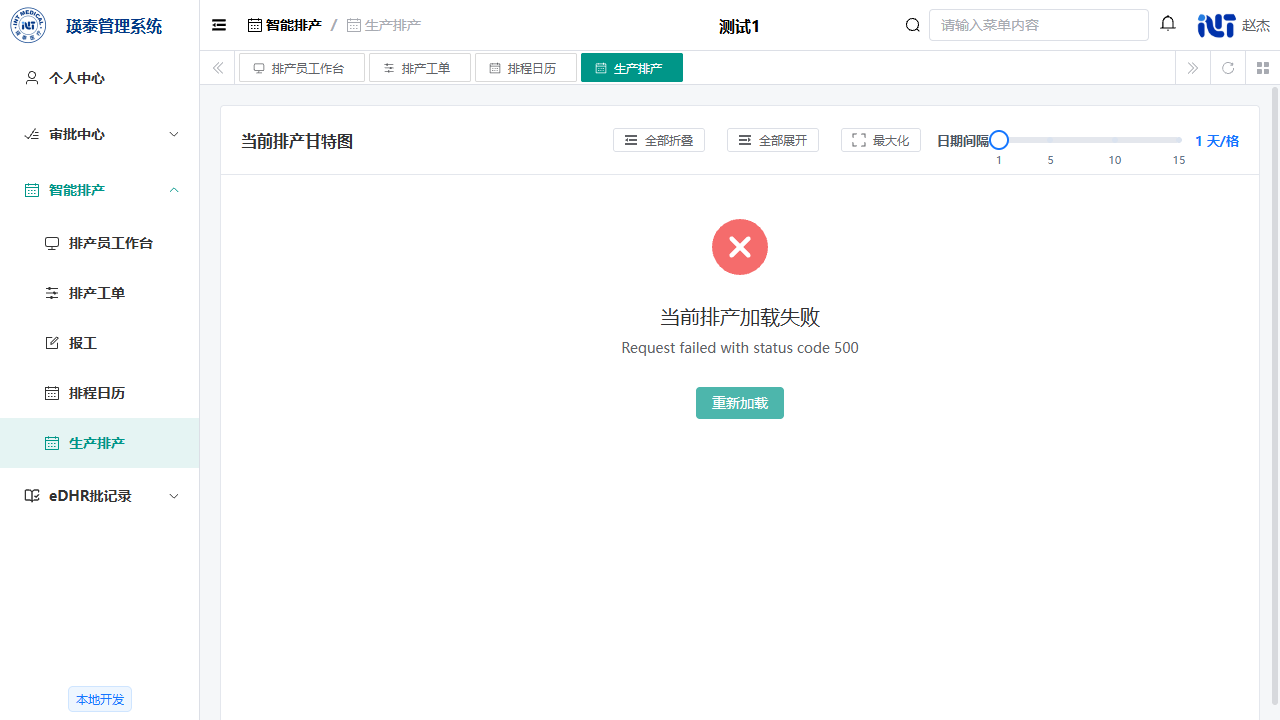 瑛泰管理系统
智能排产 / 生产排产
测试1
请输入菜单内容
赵杰
个人中心
审批中心
智能排产
排产员工作台
排产工单
报工
排程日历
生产排产
eDHR批记录
本地开发
排产员工作台
排产工单
排程日历
生产排产
当前排产甘特图
全部折叠
全部展开
最大化
日期间隔
1 5 10 15
1 天/格
当前排产加载失败
Request failed with status code 500
重新加载